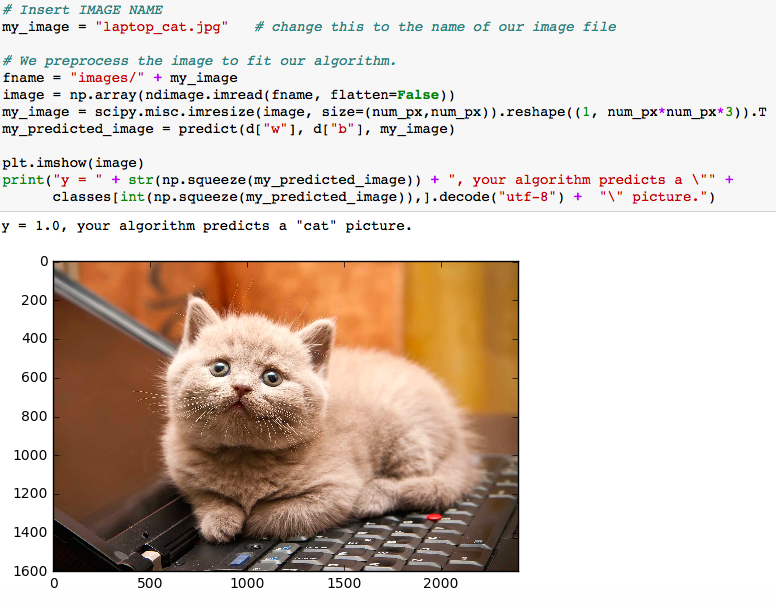 # Insert IMAGE NAME
my_image = "laptop_cat.jpg"   # change this to the name of our image file
# We preprocess the image to fit our algorithm.
fname = "images/" + my_image
image = np.array(ndimage.imread(fname, flatten=False))
my_image = scipy.misc.imresize(image, size=(num_px,num_px)).reshape((1, num_px*num_px*3)).T
my_predicted_image = predict(d["w"], d["b"], my_image)
plt.imshow(image)
print("y = " + str(np.squeeze(my_predicted_image)) + ", your algorithm predicts a \"" +
      classes[int(np.squeeze(my_predicted_image)),].decode("utf-8") +  "\" picture.")
y = 1.0, your algorithm predicts a "cat" picture.
0
200
400
600
800
1000
1200
1400
1600
0 500 1000 1500 2000